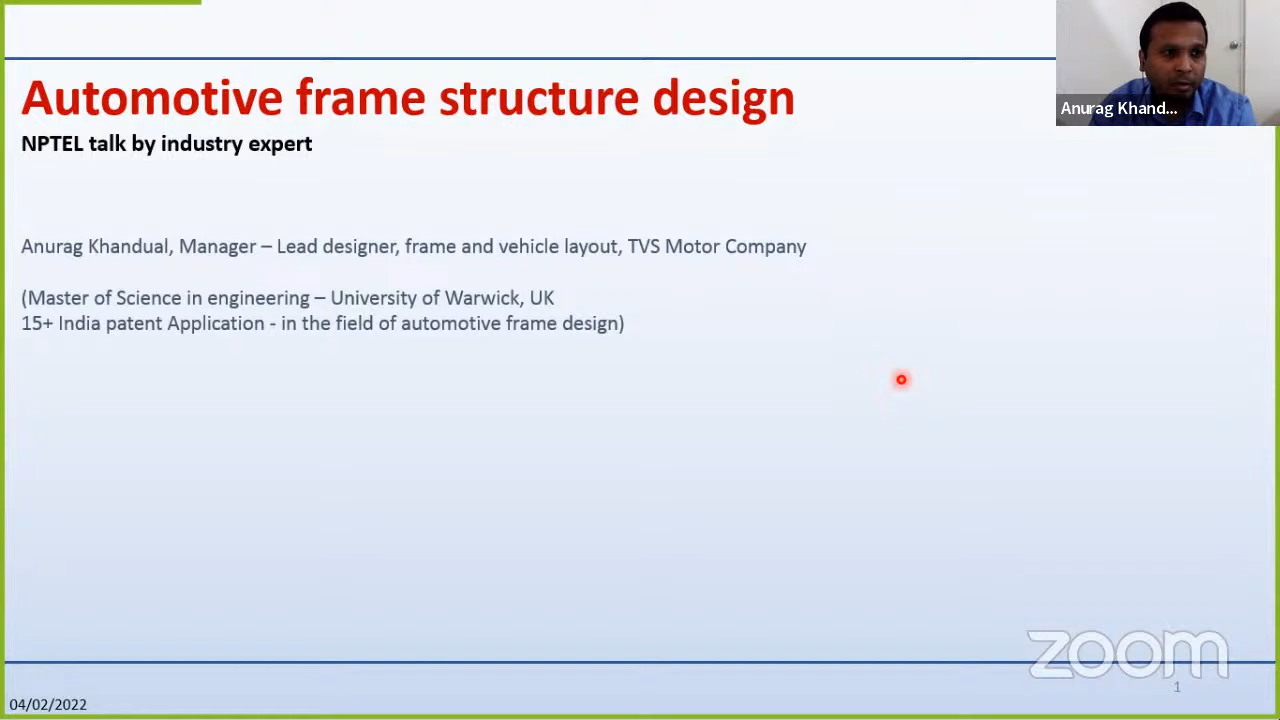 Automotive frame structure design
NPTEL talk by industry expert
Anurag Khand...
Anurag Khandual, Manager – Lead designer, frame and vehicle layout, TVS Motor Company
(Master of Science in engineering – University of Warwick, UK
15+ India patent Application - in the field of automotive frame design)
zoom
1
04/02/2022